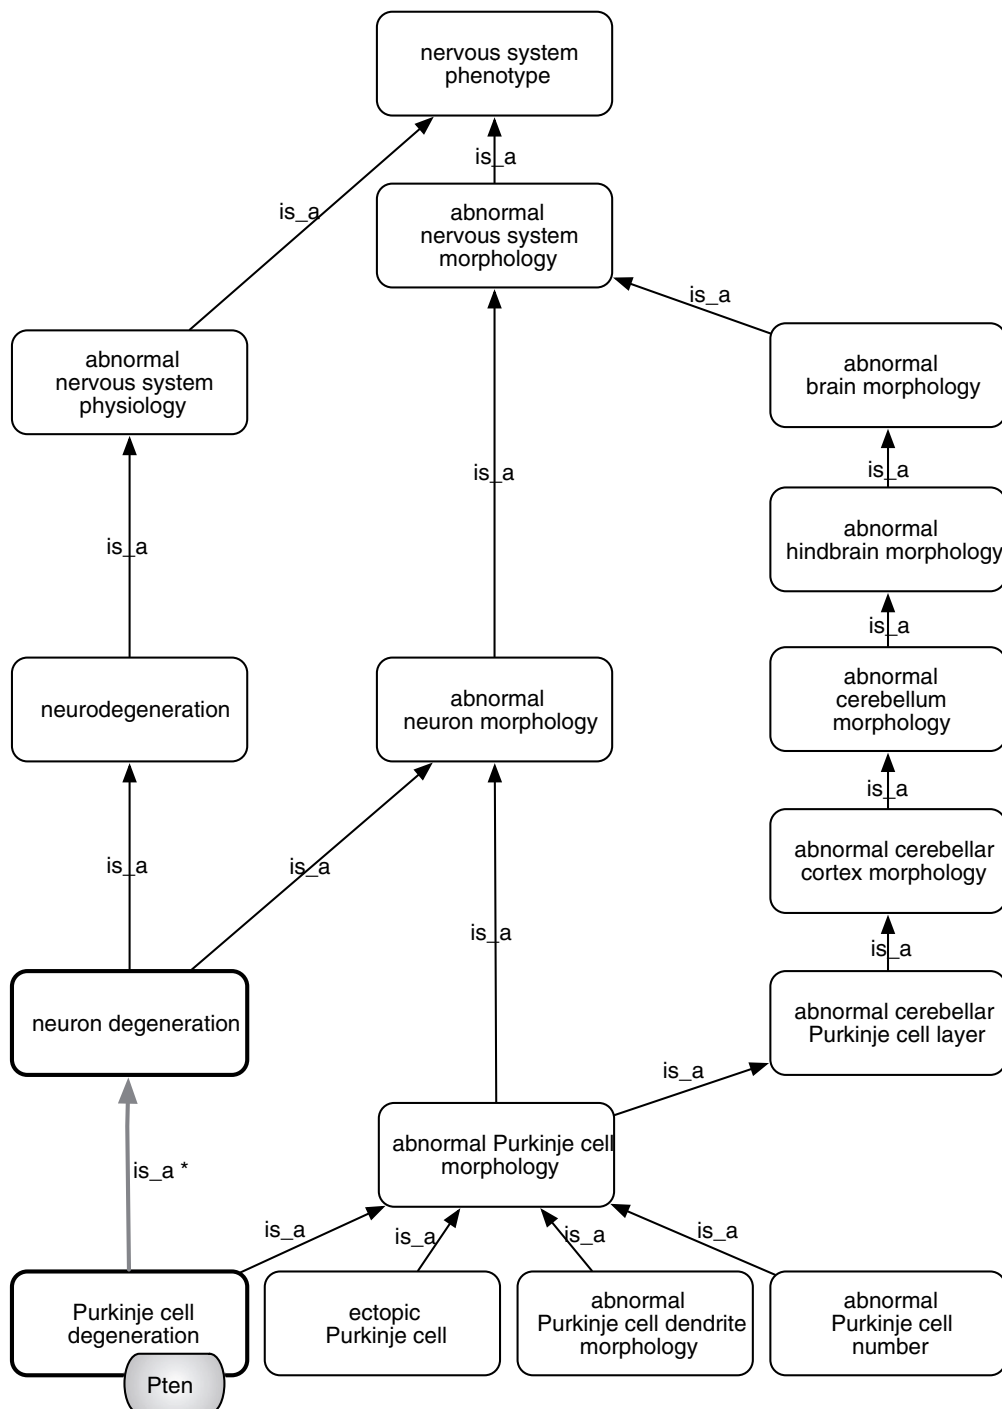 nervous system
phenotype
is_a
is_a
abnormal
nervous system
morphology
is_a
abnormal
nervous system
physiology
abnormal
brain morphology
is_a
is_a
abnormal
hindbrain morphology
is_a
is_a
neurodegeneration
abnormal
neuron morphology
abnormal
cerebellum
morphology
is_a
is_a
is_a
abnormal cerebellar
cortex morphology
is_a
is_a
neuron degeneration
abnormal cerebellar
Purkinje cell layer
is_a
abnormal Purkinje cell
morphology
is_a *
is_a
is_a
is_a
is_a
Purkinje cell
degeneration
ectopic
Purkinje cell
abnormal
Purkinje cell dendrite
morphology
abnormal
Purkinje cell
number
Pten